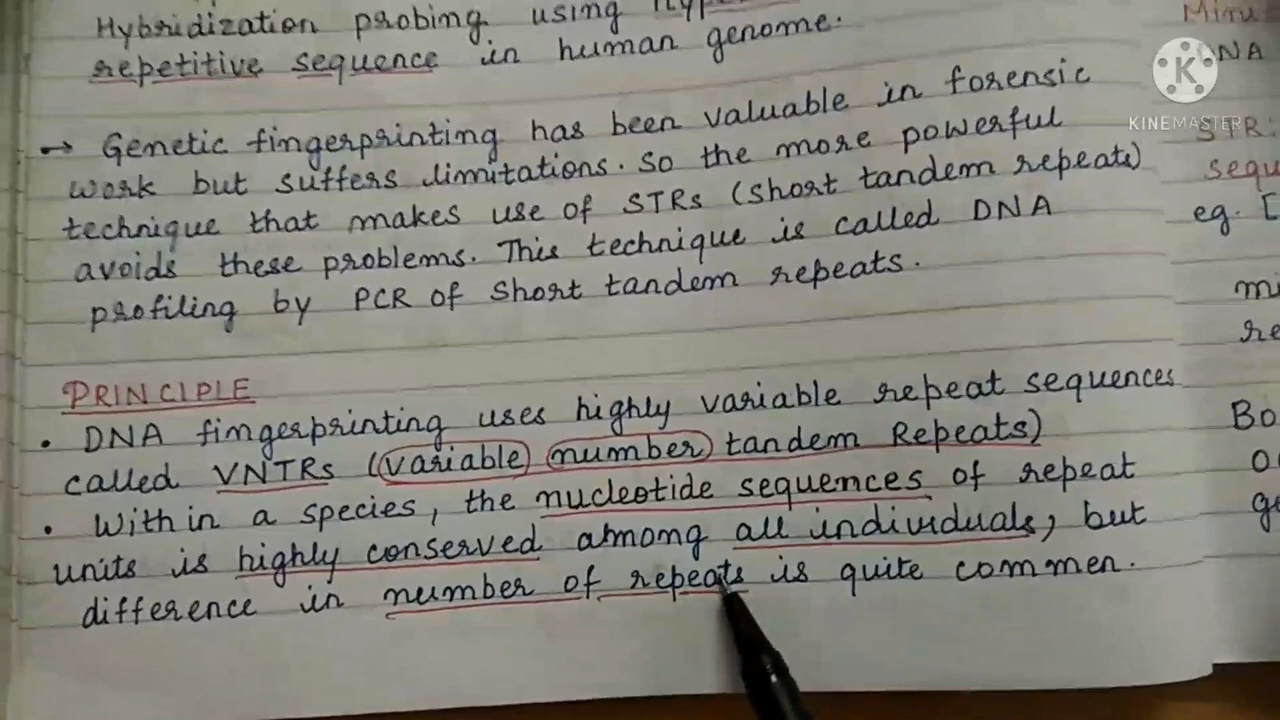 Hybridization probing using
repetitive sequence in human genome.
→ Genetic fingerprinting has been valuable in forensic
work but suffers limitations. So the more powerful
technique that makes use of STRs (short tandem repeats)
avoids these problems. This technique is called DNA
profiling by PCR of Short tandem repeats.
PRINCIPLE
• DNA fingerprinting uses highly variable repeat sequences
called VNTRs (variable number tandem Repeats)
• Within a species, the nucleotide sequences of repeat
units is highly conserved among all individuals, but
difference in number of repeats is quite commen.
K
KINEMASTER
DNA
STR:
eg. [